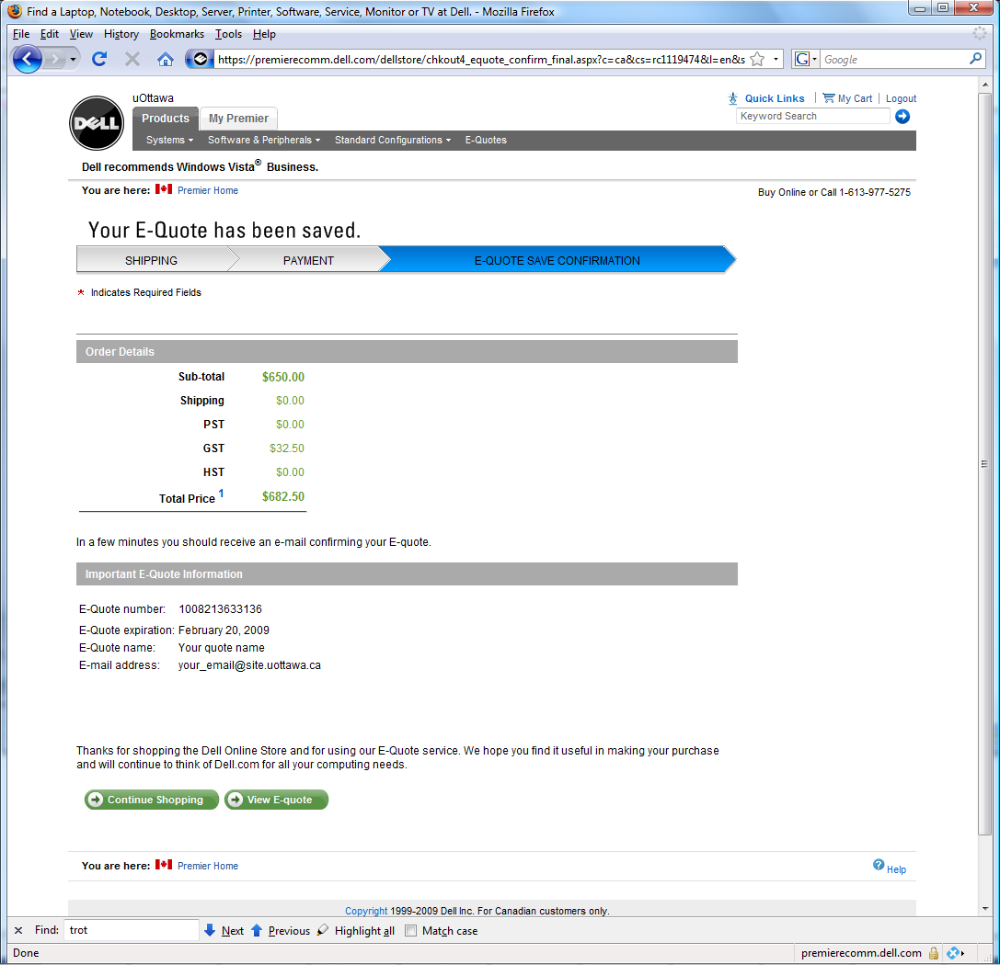 Find a Laptop, Notebook, Desktop, Server, Printer, Software, Service, Monitor or TV at Dell. - Mozilla Firefox
File Edit View History Bookmarks Tools Help
https://premierecomm.dell.com/dellstore/chkout4_equote_confirm_final.aspx?c=ca&cs=rc1119474&l=en&s
G Google
uOttawa
Quick Links | My Cart | Logout
DELL
Products My Premier
Keyword Search
Systems Software & Peripherals Standard Configurations E-Quotes
Dell recommends Windows Vista® Business.
You are here: Premier Home
Buy Online or Call 1-613-977-5275
Your E-Quote has been saved.
SHIPPING PAYMENT E-QUOTE SAVE CONFIRMATION
* Indicates Required Fields
Order Details
Sub-total $650.00
Shipping $0.00
PST $0.00
GST $32.50
HST $0.00
Total Price 1 $682.50
In a few minutes you should receive an e-mail confirming your E-quote.
Important E-Quote Information
E-Quote number: 1008213633136
E-Quote expiration: February 20, 2009
E-Quote name: Your quote name
E-mail address: your_email@site.uottawa.ca
Thanks for shopping the Dell Online Store and for using our E-Quote service. We hope you find it useful in making your purchase
and will continue to think of Dell.com for all your computing needs.
Continue Shopping View E-quote
You are here: Premier Home
? Help
Copyright 1999-2009 Dell Inc. For Canadian customers only.
Find: trot Next Previous Highlight all Match case
Done
premierecomm.dell.com